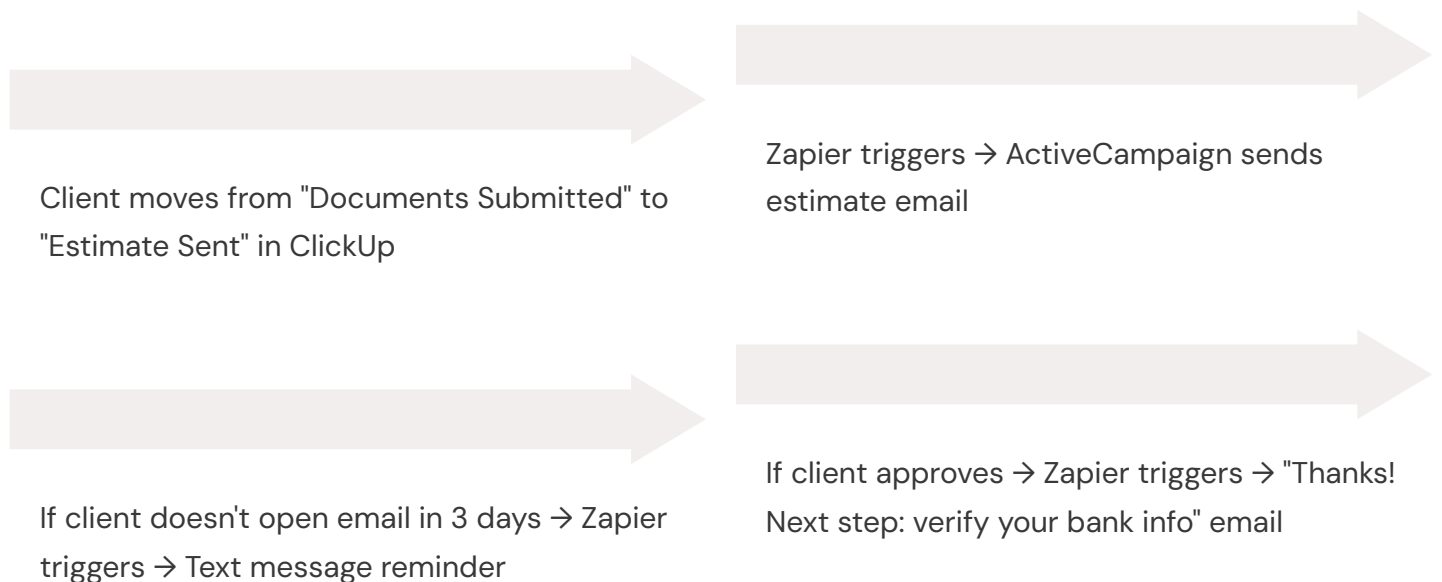 Client moves from "Documents Submitted" to
"Estimate Sent" in ClickUp
Zapier triggers → ActiveCampaign sends
estimate email
If client doesn't open email in 3 days → Zapier
triggers → Text message reminder
If client approves → Zapier triggers → "Thanks!
Next step: verify your bank info" email